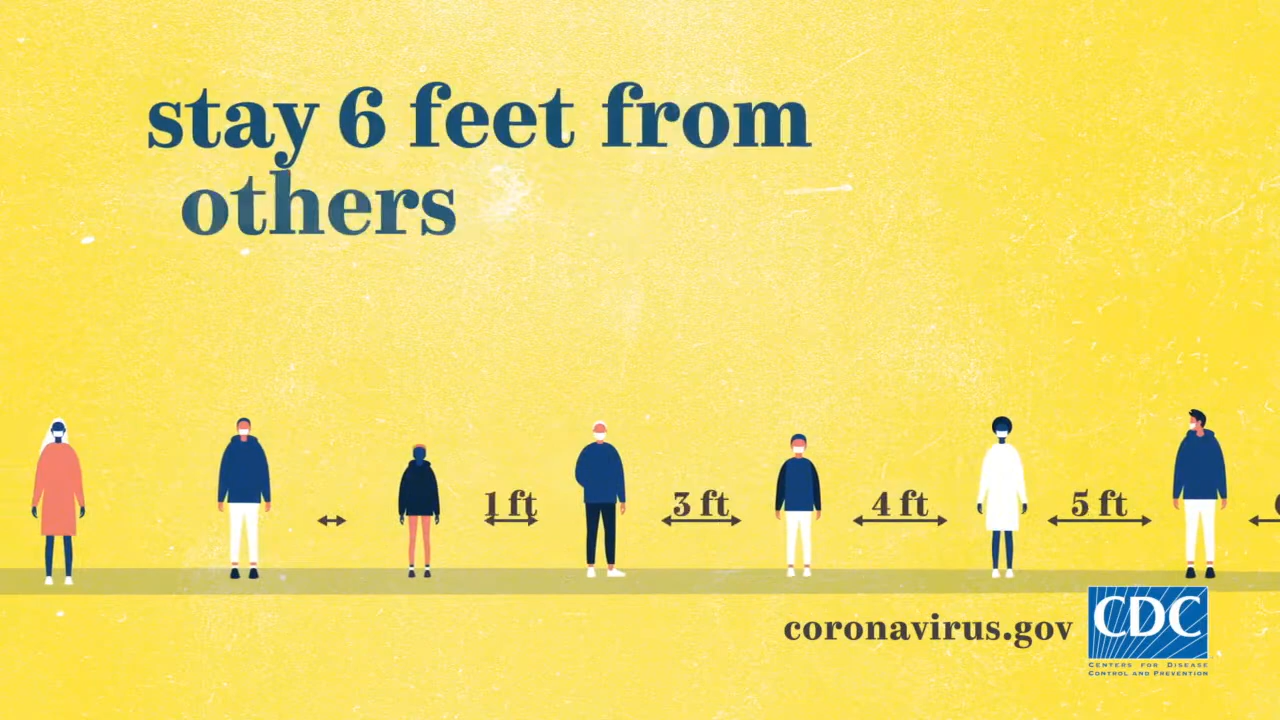 stay 6 feet from
others
1 ft
3 ft
4 ft
5 ft
coronavirus.gov
CDC
CENTERS FOR DISEASE
CONTROL AND PREVENTION